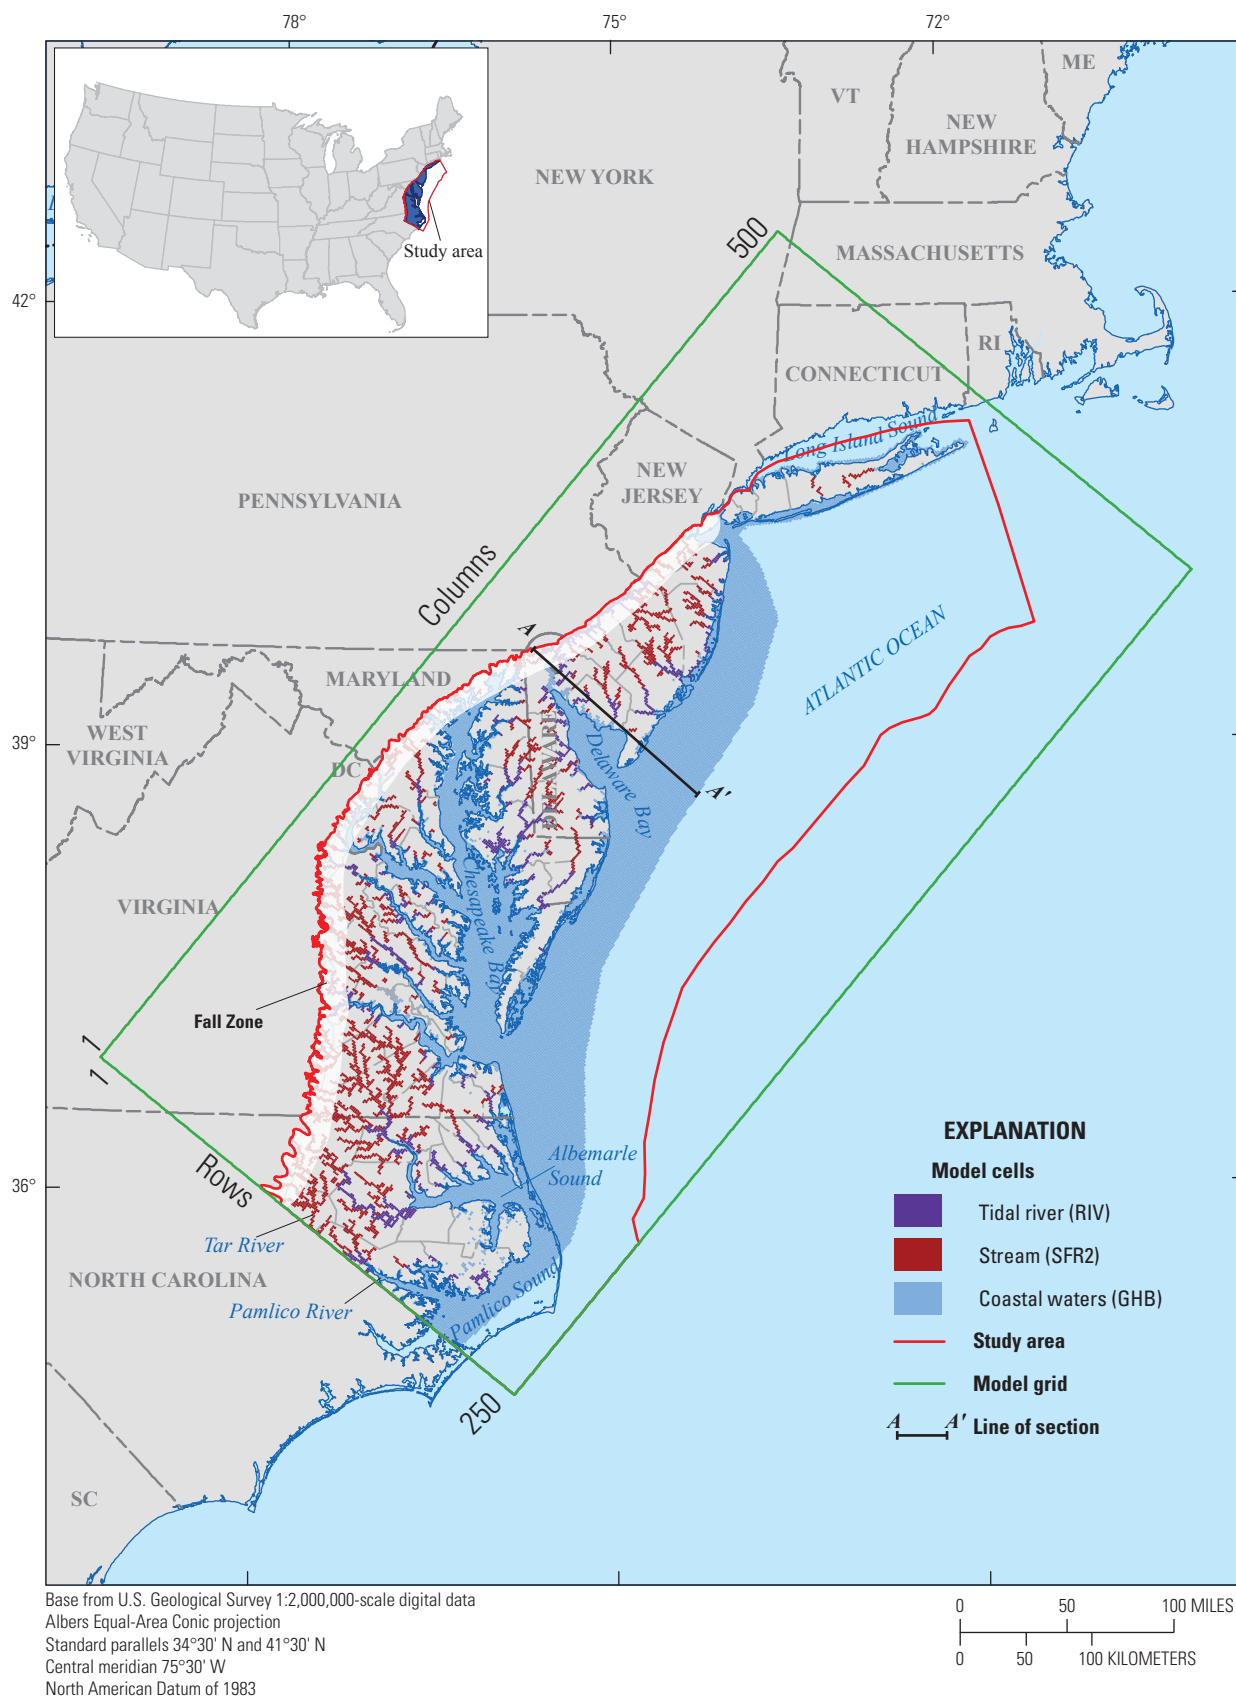 78°
75°
72°
42°
39°
36°
Study area
ME
VT
NEW
HAMPSHIRE
NEW YORK
MASSACHUSETTS
500
RI
CONNECTICUT
Long Island Sound
NEW
JERSEY
PENNSYLVANIA
Columns
A
ATLANTIC OCEAN
MARYLAND
WEST
VIRGINIA
DC
DELAWARE
Delaware Bay
A'
Chesapeake Bay
VIRGINIA
Fall Zone
1
1
Rows
Albemarle
Sound
Tar River
NORTH CAROLINA
Pamlico River
Pamlico Sound
250
SC
EXPLANATION
Model cells
Tidal river (RIV)
Stream (SFR2)
Coastal waters (GHB)
Study area
Model grid
A A' Line of section
Base from U.S. Geological Survey 1:2,000,000-scale digital data
Albers Equal-Area Conic projection
Standard parallels 34°30' N and 41°30' N
Central meridian 75°30' W
North American Datum of 1983
0 50 100 MILES
0 50 100 KILOMETERS